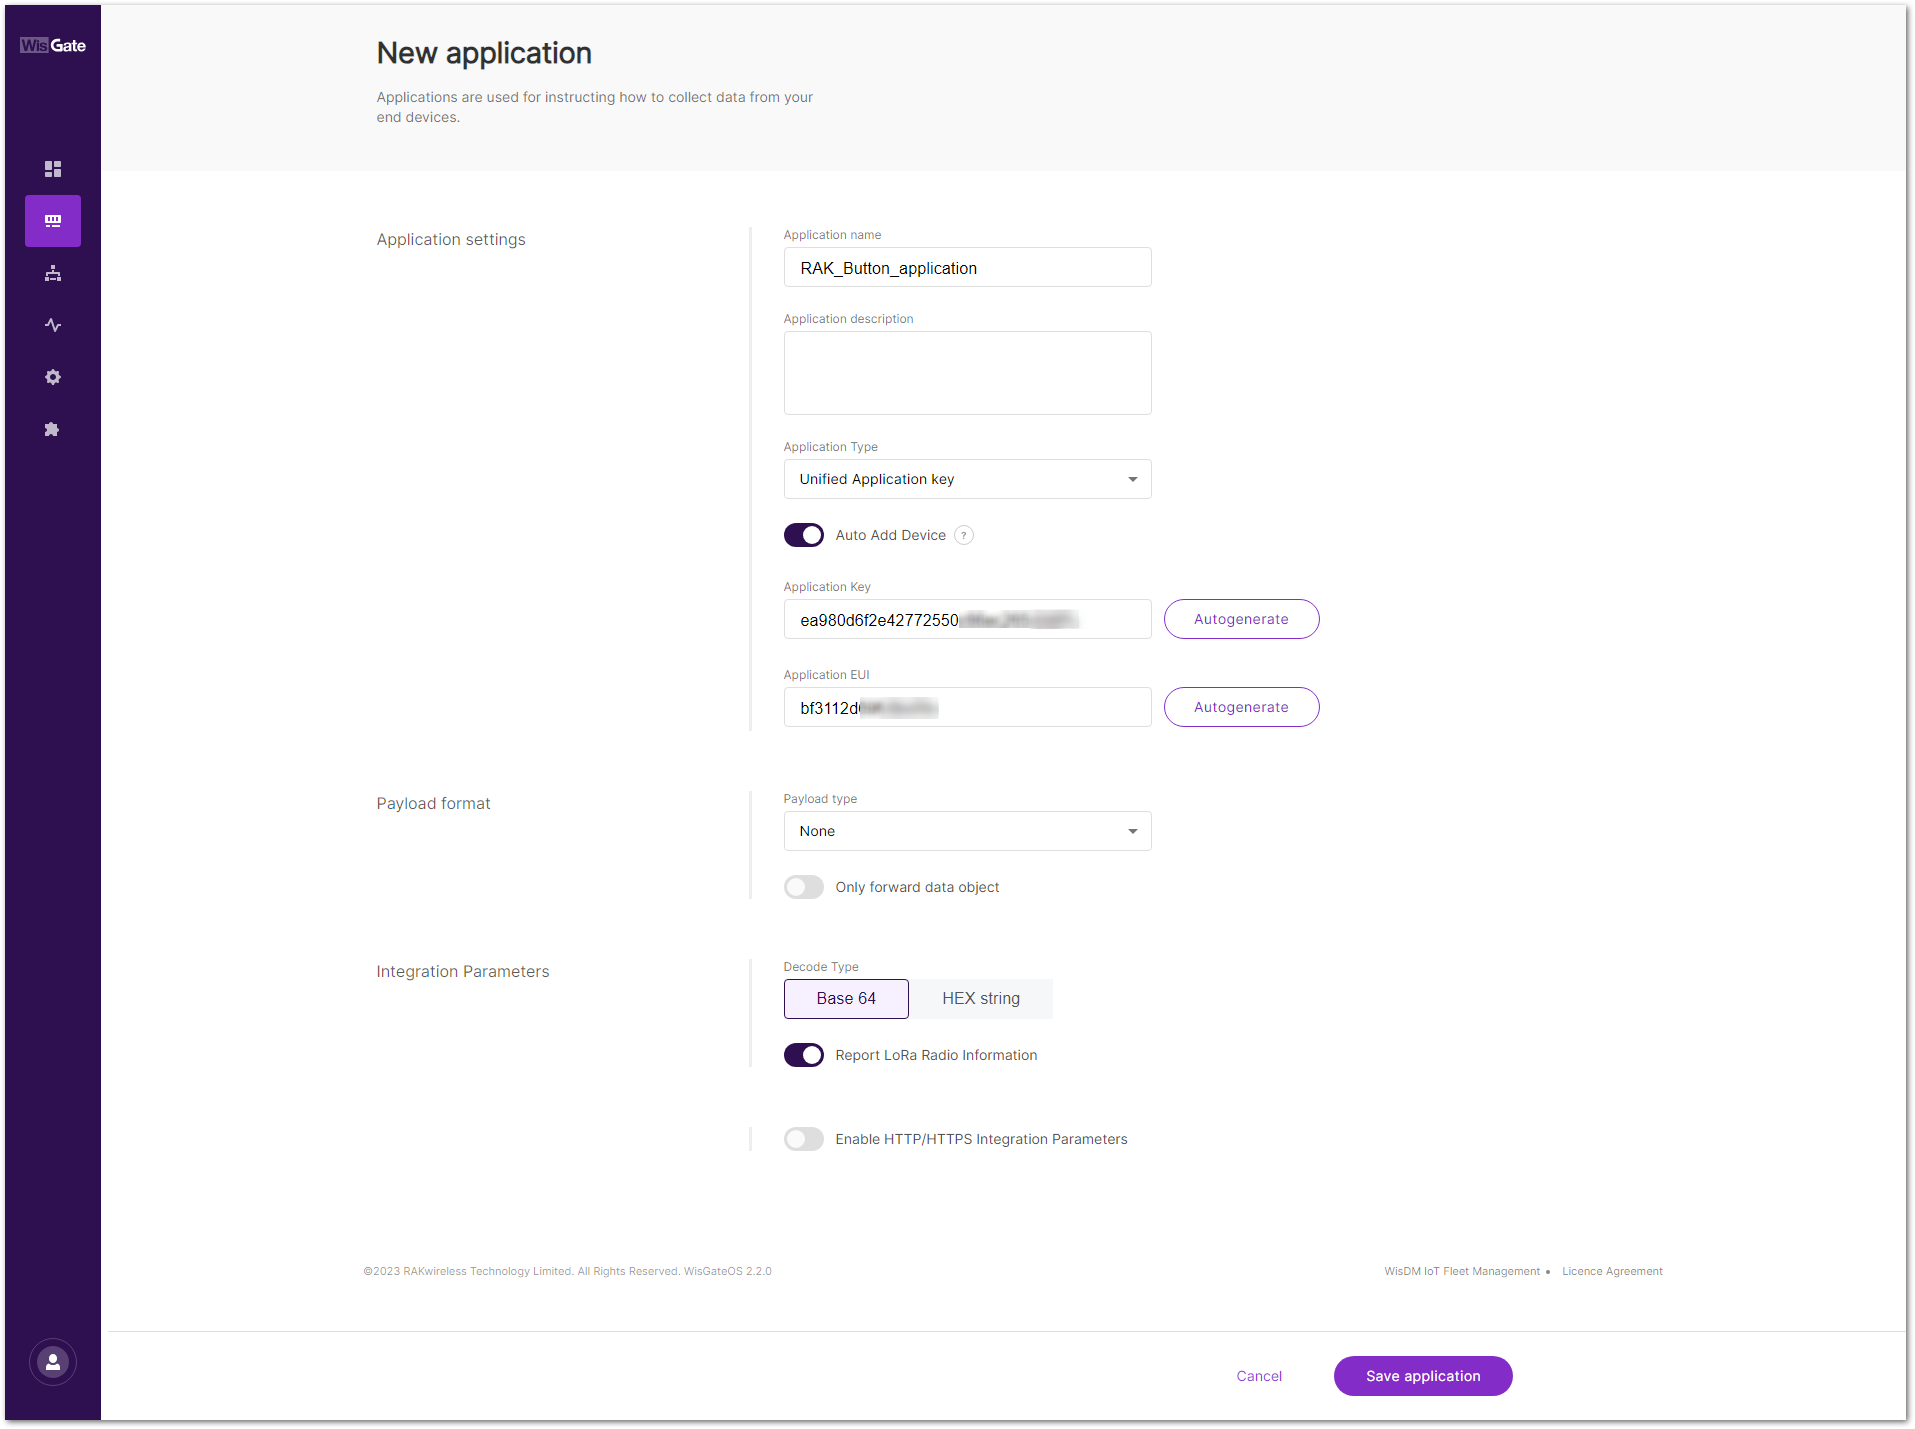 WisGate
New application
Applications are used for instructing how to collect data from your
end devices.
Application settings
Application name
RAK_Button_application
Application description
Application Type
Unified Application key
Auto Add Device ?
Application Key
ea980d6f2e42772550
Autogenerate
Application EUI
bf3112d
Autogenerate
Payload format
Payload type
None
Only forward data object
Integration Parameters
Decode Type
Base 64 HEX string
Report LoRa Radio Information
Enable HTTP/HTTPS Integration Parameters
©2023 RAKwireless Technology Limited. All Rights Reserved. WisGateOS 2.2.0
WisDM IoT Fleet Management • Licence Agreement
Cancel
Save application